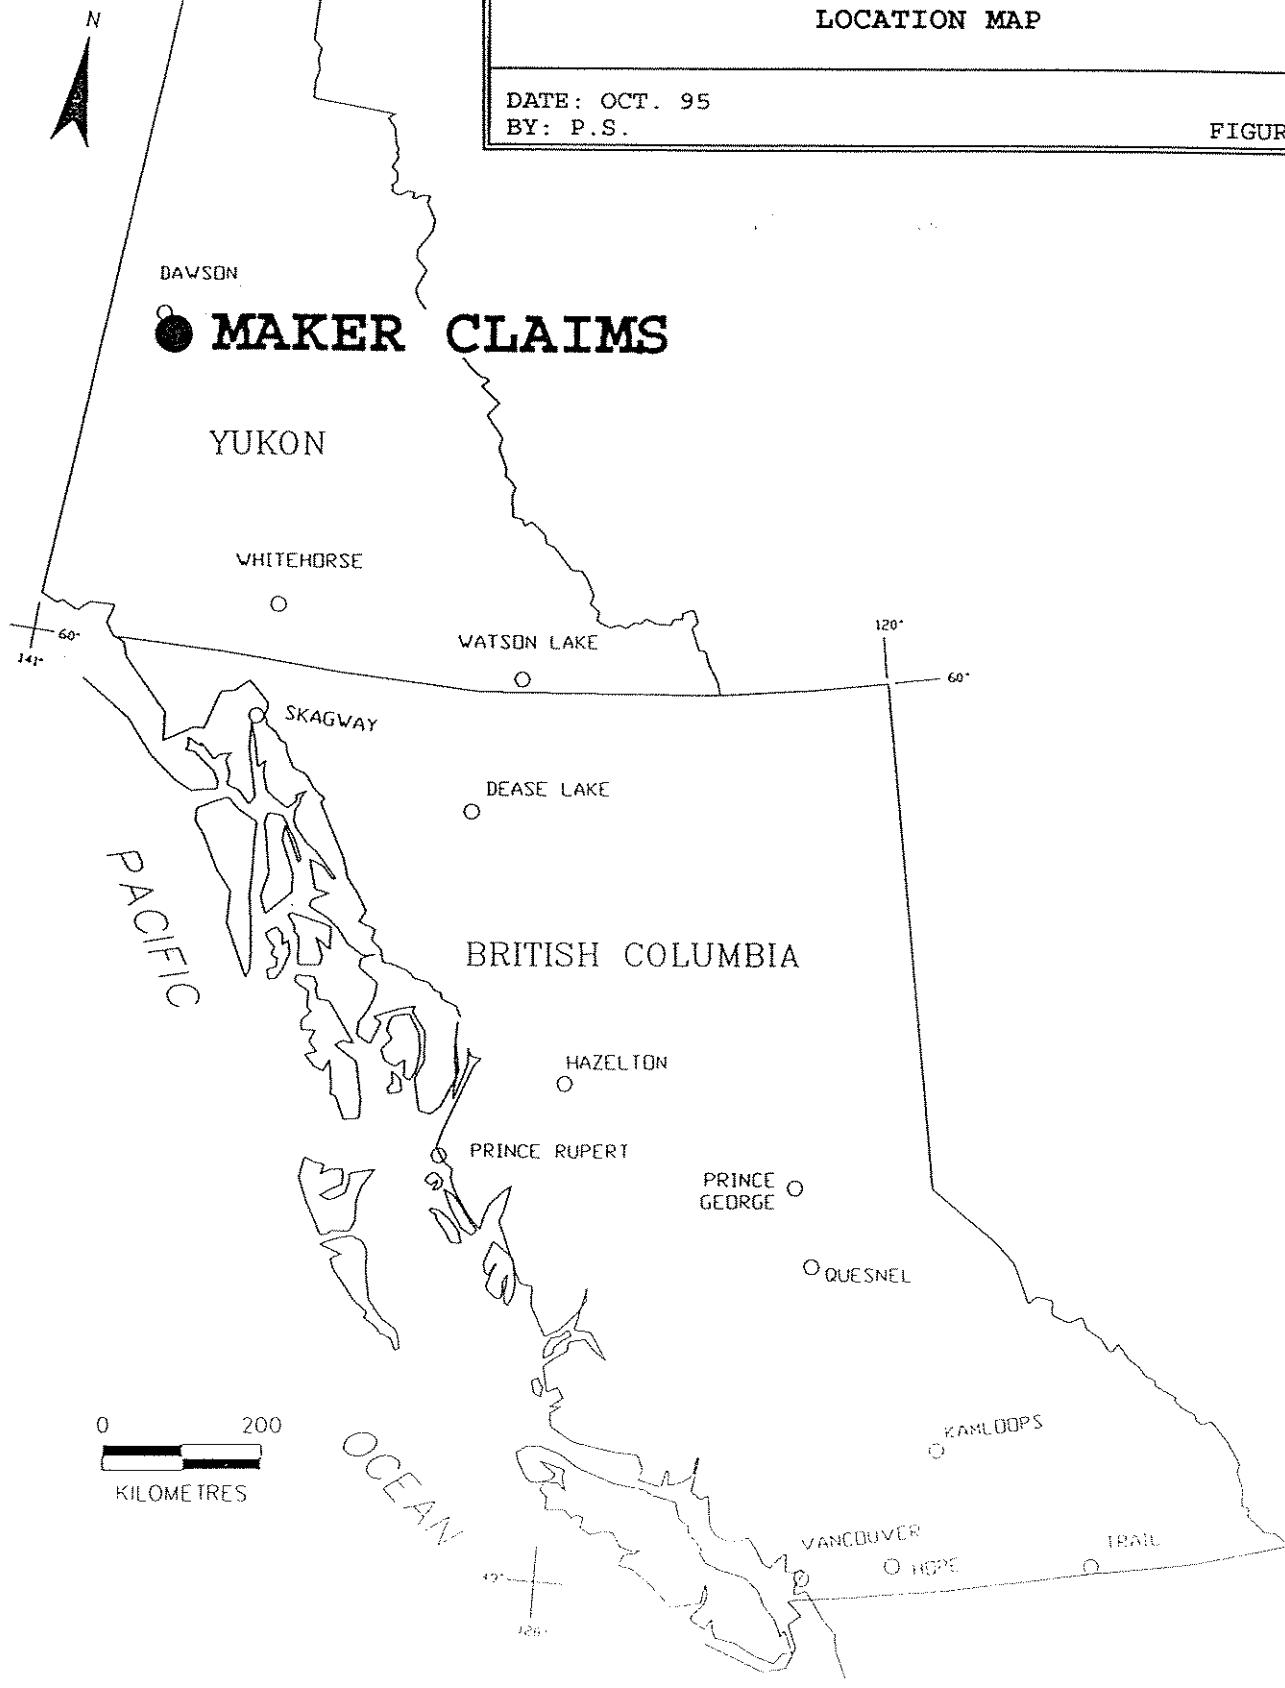 N
LOCATION MAP
DATE: OCT. 95
BY: P.S.
FIGUR
DAWSON
MAKER CLAIMS
YUKON
WHITEHORSE
60°
141°
WATSON LAKE
120°
60°
SKAGWAY
DEASE LAKE
PACIFIC
BRITISH COLUMBIA
HAZELTON
PRINCE RUPERT
PRINCE
GEORGE
QUESNEL
0 200
KILOMETRES
OCEAN
KAMLOOPS
VANCOUVER
HOPE
TRAIL